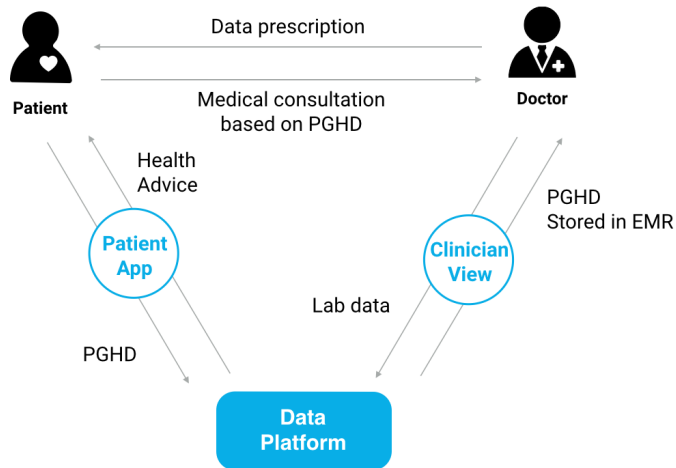 Data prescription
Patient
Doctor
Medical consultation
based on PGHD
Health
Advice
PGHD
Stored in EMR
Patient
App
Clinician
View
Lab data
PGHD
Data
Platform